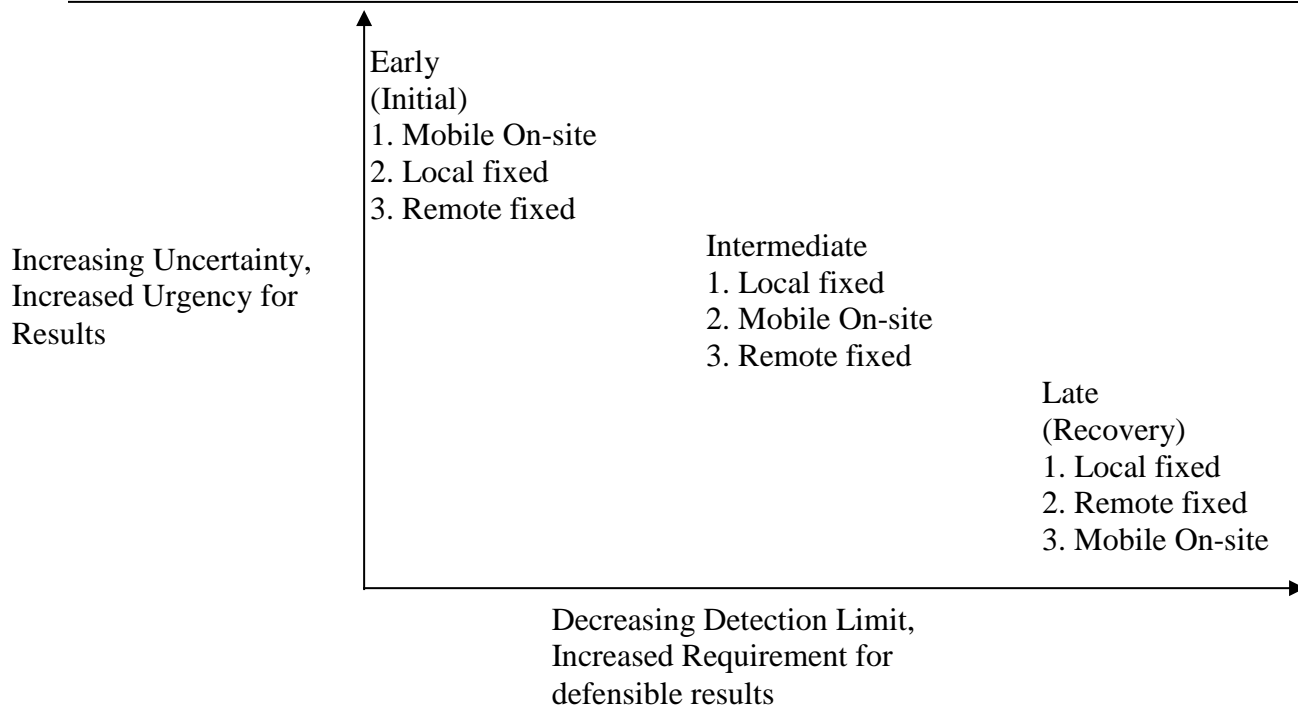 Early
(Initial)
1. Mobile On-site
2. Local fixed
3. Remote fixed
Increasing Uncertainty,
Increased Urgency for
Results
Intermediate
1. Local fixed
2. Mobile On-site
3. Remote fixed
Late
(Recovery)
1. Local fixed
2. Remote fixed
3. Mobile On-site
Decreasing Detection Limit,
Increased Requirement for
defensible results